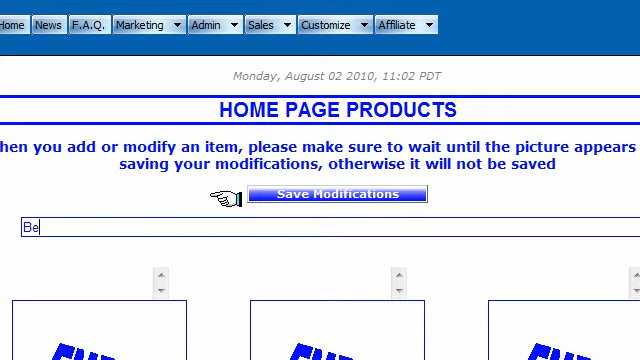 Home News F.A.Q. Marketing Admin Sales Customize Affiliate
Monday, August 02 2010, 11:02 PDT
HOME PAGE PRODUCTS
hen you add or modify an item, please make sure to wait until the picture appears
saving your modifications, otherwise it will not be saved
Save Modifications
Be